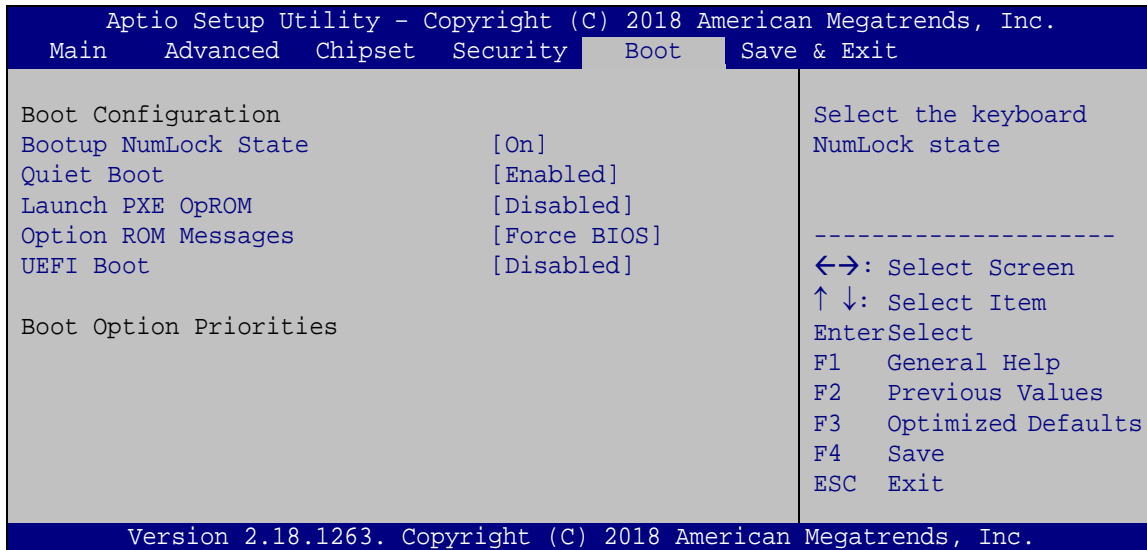 Aptio Setup Utility – Copyright (C) 2018 American Megatrends, Inc.
Main Advanced Chipset Security Boot Save & Exit
Boot Configuration
Bootup NumLock State [On]
Quiet Boot [Enabled]
Launch PXE OpROM [Disabled]
Option ROM Messages [Force BIOS]
UEFI Boot [Disabled]
Boot Option Priorities
Select the keyboard
NumLock state
---------------------
←→: Select Screen
↑ ↓: Select Item
EnterSelect
F1 General Help
F2 Previous Values
F3 Optimized Defaults
F4 Save
ESC Exit
Version 2.18.1263. Copyright (C) 2018 American Megatrends, Inc.